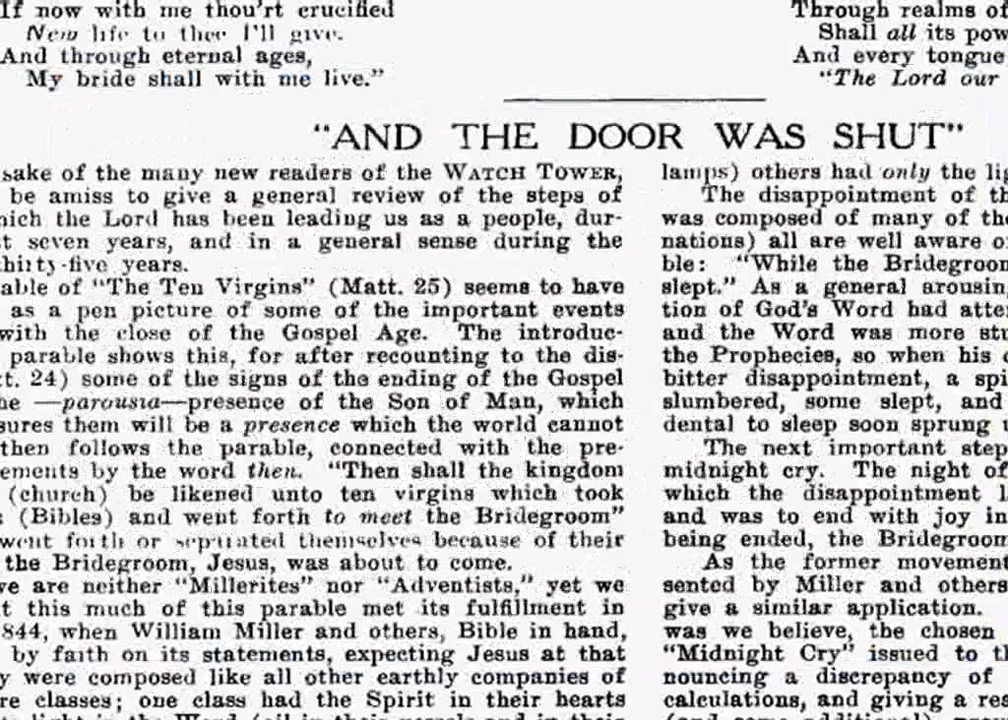 If now with me thou'rt crucified
New life to thee I'll give.
And through eternal ages,
My bride shall with me live."
Through realms of
Shall all its pow
And every tongue
"The Lord our
"AND THE DOOR WAS SHUT"
sake of the many new readers of the WATCH TOWER,
be amiss to give a general review of the steps of
hich the Lord has been leading us as a people, dur-
t seven years, and in a general sense during the
thirty-five years.
able of "The Ten Virgins" (Matt. 25) seems to have
as a pen picture of some of the important events
with the close of the Gospel Age. The introduc-
parable shows this, for after recounting to the dis-
t. 24) some of the signs of the ending of the Gospel
he —parousia—presence of the Son of Man, which
sures them will be a presence which the world cannot
then follows the parable, connected with the pre-
ements by the word then. "Then shall the kingdom
(church) be likened unto ten virgins which took
(Bibles) and went forth to meet the Bridegroom"
went forth or separated themselves because of their
the Bridegroom, Jesus, was about to come.
ve are neither "Millerites" nor "Adventists," yet we
t this much of this parable met its fulfillment in
844, when William Miller and others, Bible in hand,
by faith on its statements, expecting Jesus at that
y were composed like all other earthly companies of
re classes; one class had the Spirit in their hearts
light in the Word (oil in their vessels and in their
lamps) others had only the lig
The disappointment of th
was composed of many of the
nations) all are well aware o
ble: "While the Bridegroom
slept." As a general arousin
tion of God's Word had atte
and the Word was more stu
the Prophecies, so when his
bitter disappointment, a spi
slumbered, some slept, and
dental to sleep soon sprung u
The next important step
midnight cry. The night of
which the disappointment
and was to end with joy in
being ended, the Bridegroom
As the former movement
sented by Miller and others
give a similar application.
was we believe, the chosen
"Midnight Cry" issued to th
nouncing a discrepancy of
calculations, and giving a re